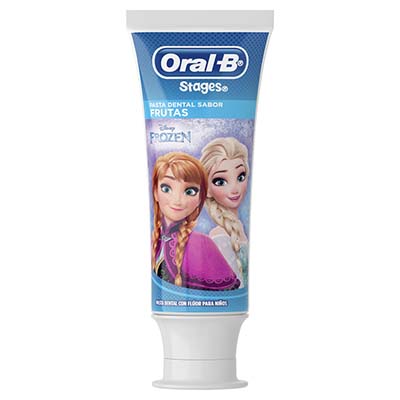 Oral-B®
Stages®
PASTA DENTAL SABOR
FRUTAS
Disney
FROZEN
PASTA DENTAL CON FLÚOR PARA NIÑOS